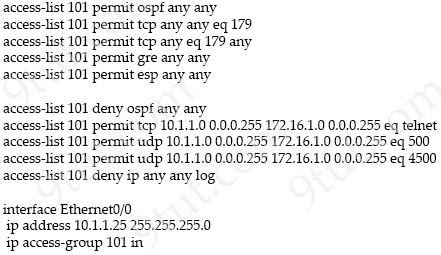 access-list 101 permit ospf any any
access-list 101 permit tcp any any eq 179
access-list 101 permit tcp any eq 179 any
access-list 101 permit gre any any
access-list 101 permit esp any any

access-list 101 deny ospf any any
access-list 101 permit tcp 10.1.1.0 0.0.0.255 172.16.1.0 0.0.0.255 eq telnet
access-list 101 permit udp 10.1.1.0 0.0.0.255 172.16.1.0 0.0.0.255 eq 500
access-list 101 permit udp 10.1.1.0 0.0.0.255 172.16.1.0 0.0.0.255 eq 4500
access-list 101 deny ip any any log

interface Ethernet0/0
ip address 10.1.1.25 255.255.255.0
ip access-group 101 in
9tut.com
9tut.com
9tut.com